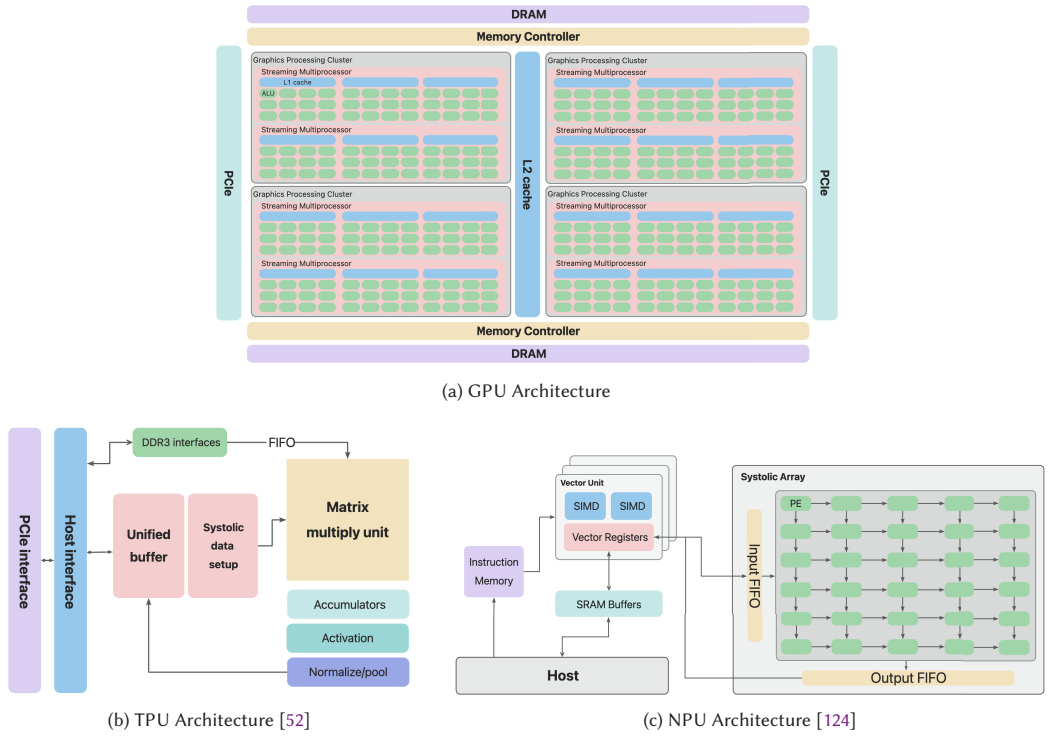 DRAM
Memory Controller
PCIe
Graphics Processing Cluster
Streaming Multiprocessor
L1 cache
ALU
Streaming Multiprocessor
Graphics Processing Cluster
Streaming Multiprocessor
Streaming Multiprocessor
L2 cache
Graphics Processing Cluster
Streaming Multiprocessor
Streaming Multiprocessor
Graphics Processing Cluster
Streaming Multiprocessor
Streaming Multiprocessor
PCIe
Memory Controller
DRAM
(a) GPU Architecture
PCIe interface
Host interface
DDR3 interfaces
FIFO
Unified
buffer
Systolic
data
setup
Matrix
multiply unit
Accumulators
Activation
Normalize/pool
(b) TPU Architecture [52]
Vector Unit
SIMD
SIMD
Vector Registers
Instruction
Memory
SRAM Buffers
Host
Systolic Array
PE
Input FIFO
Output FIFO
(c) NPU Architecture [124]